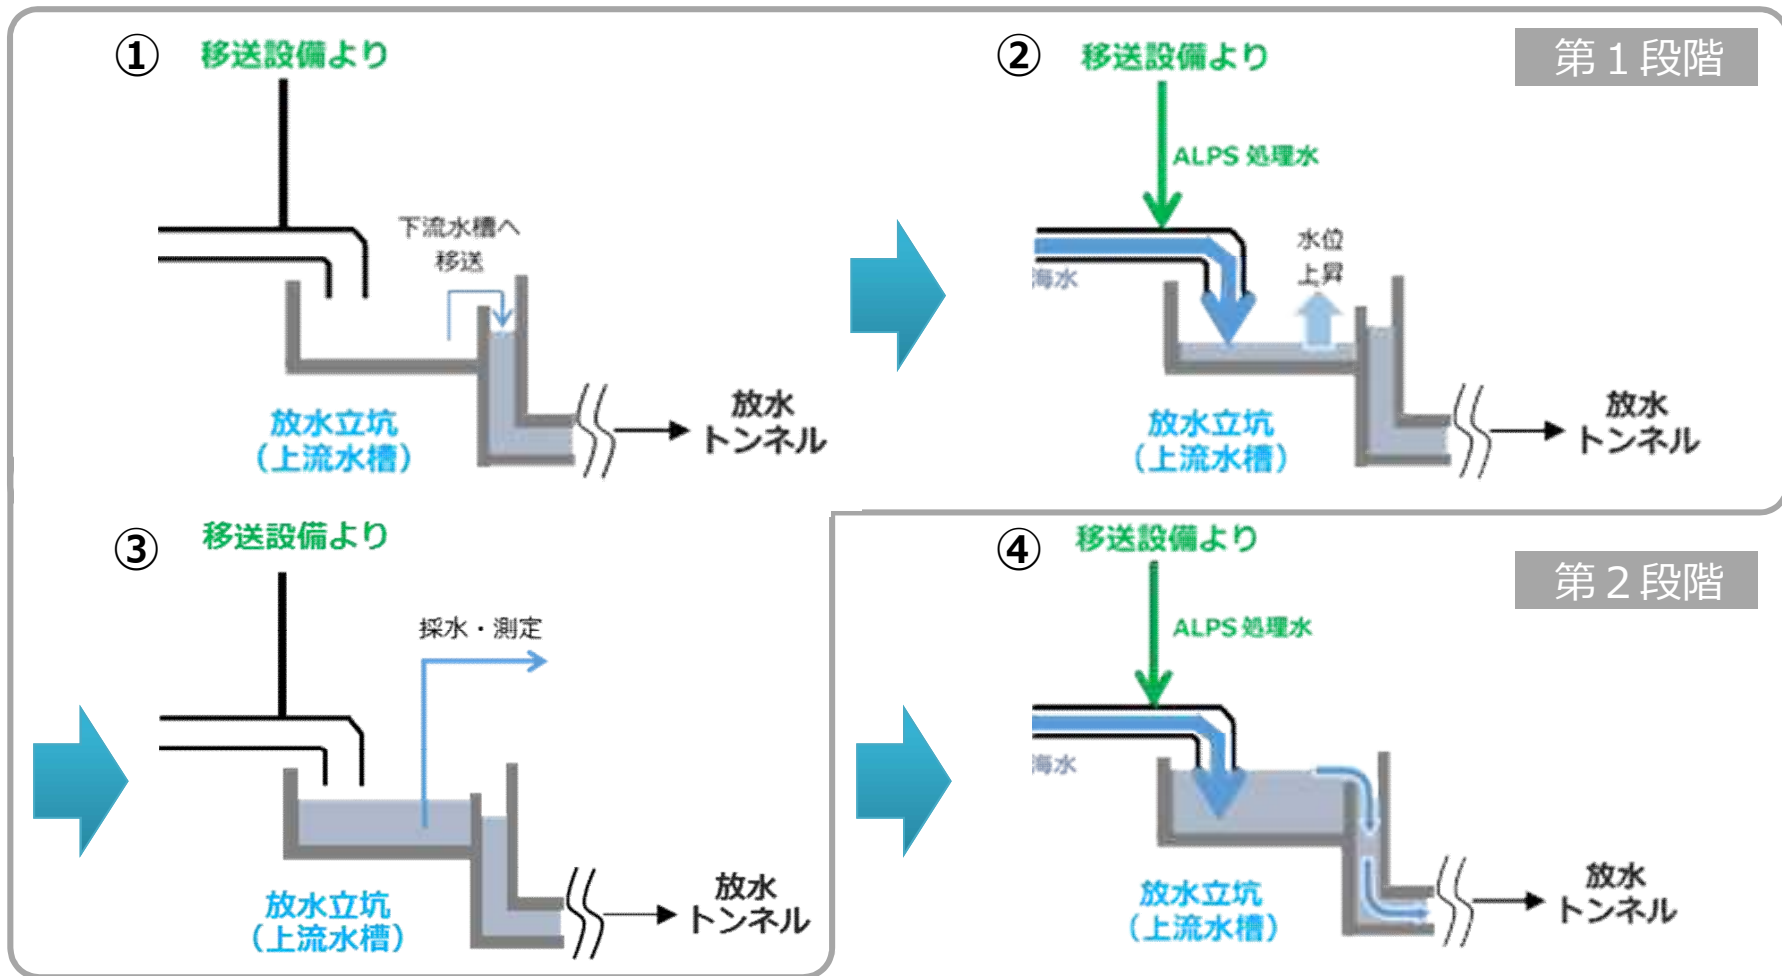 ①
移送設備より
下流水槽へ
移送
放水立坑
（上流水槽）
放水
トンネル
②
移送設備より
第１段階
ALPS 処理水
海水
水位
上昇
放水立坑
（上流水槽）
放水
トンネル
③
移送設備より
採水・測定
放水立坑
（上流水槽）
放水
トンネル
④
移送設備より
第２段階
ALPS 処理水
海水
放水立坑
（上流水槽）
放水
トンネル